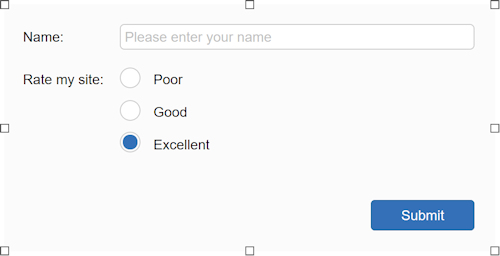 Name: Please enter your name
Rate my site: Poor
Good
Excellent
Submit